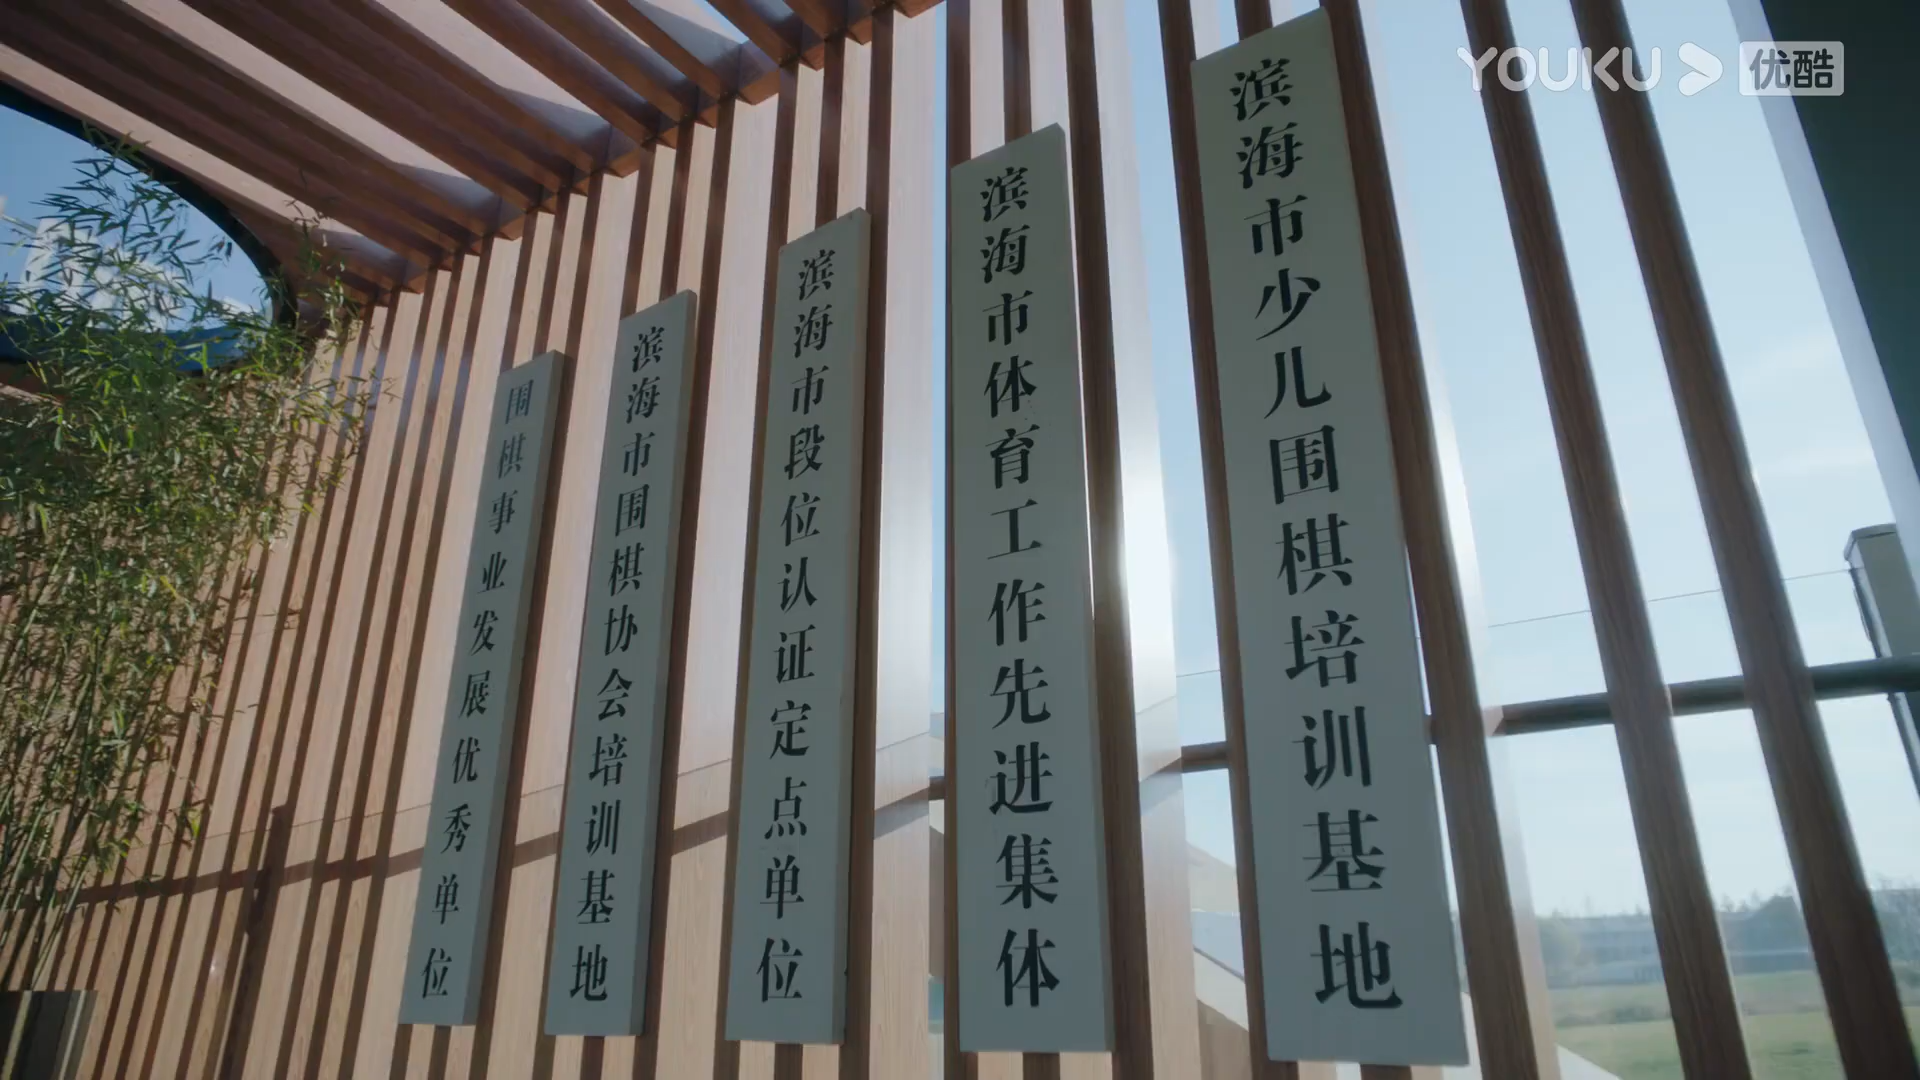 YOUKU 优酷
围棋事业发展优秀单位
滨海市围棋协会培训基地
滨海市段位认证定点单位
滨海市体育工作先进集体
滨海市少儿围棋培训基地